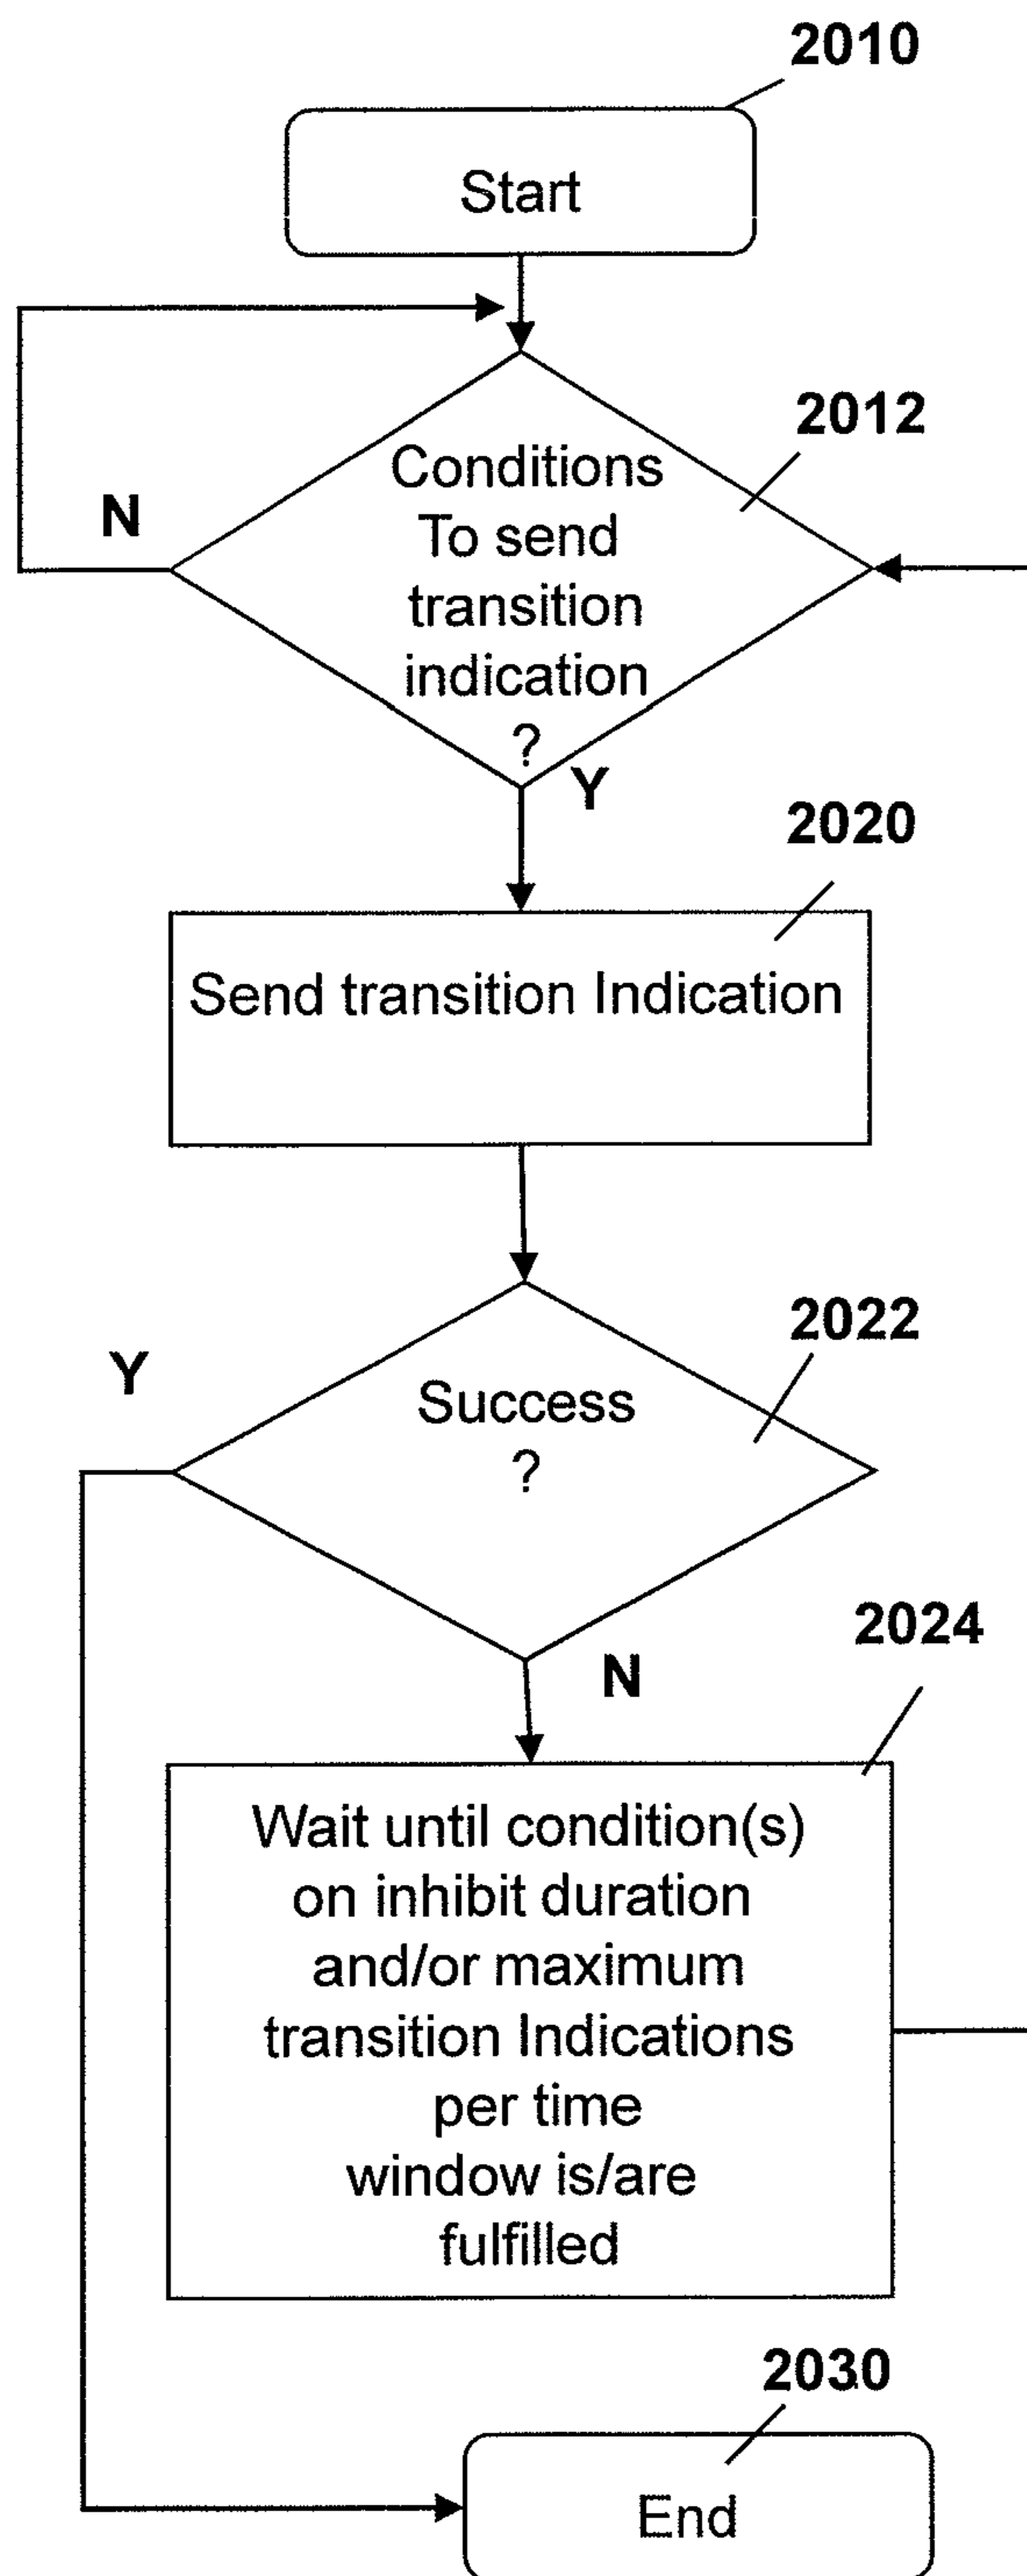 2010
Start
2012
Conditions
To send
transition
indication
?
N
Y
2020
Send transition Indication
2022
Y
Success
?
N
2024
Wait until condition(s)
on inhibit duration
and/or maximum
transition Indications
per time
window is/are
fulfilled
2030
End